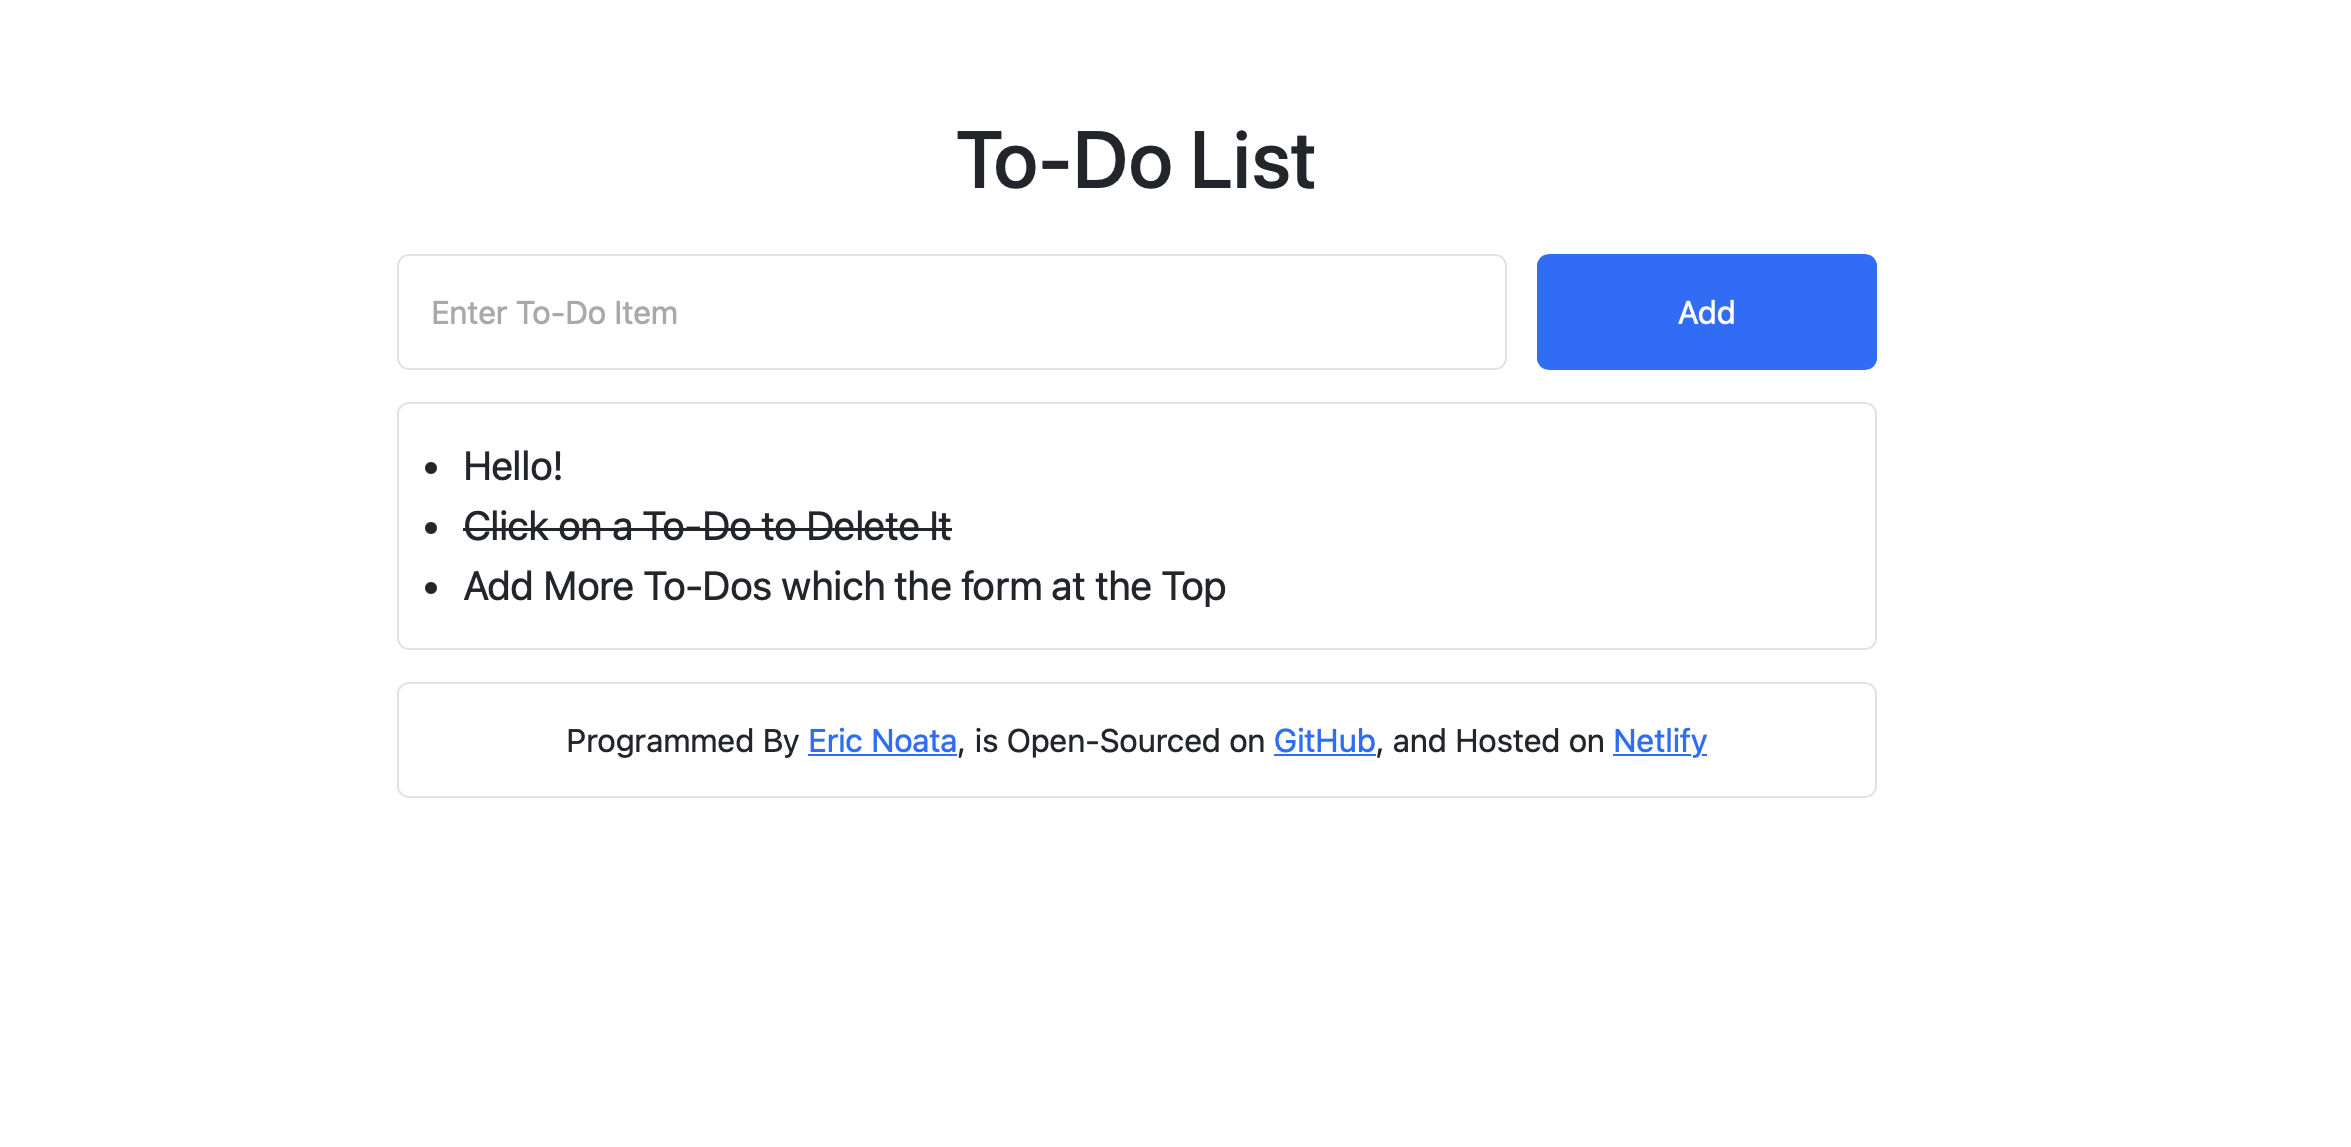 To-Do List
Enter To-Do Item
Add
Hello!
Click on a To-Do to Delete It
Add More To-Dos which the form at the Top
Programmed By Eric Noata, is Open-Sourced on GitHub, and Hosted on Netlify